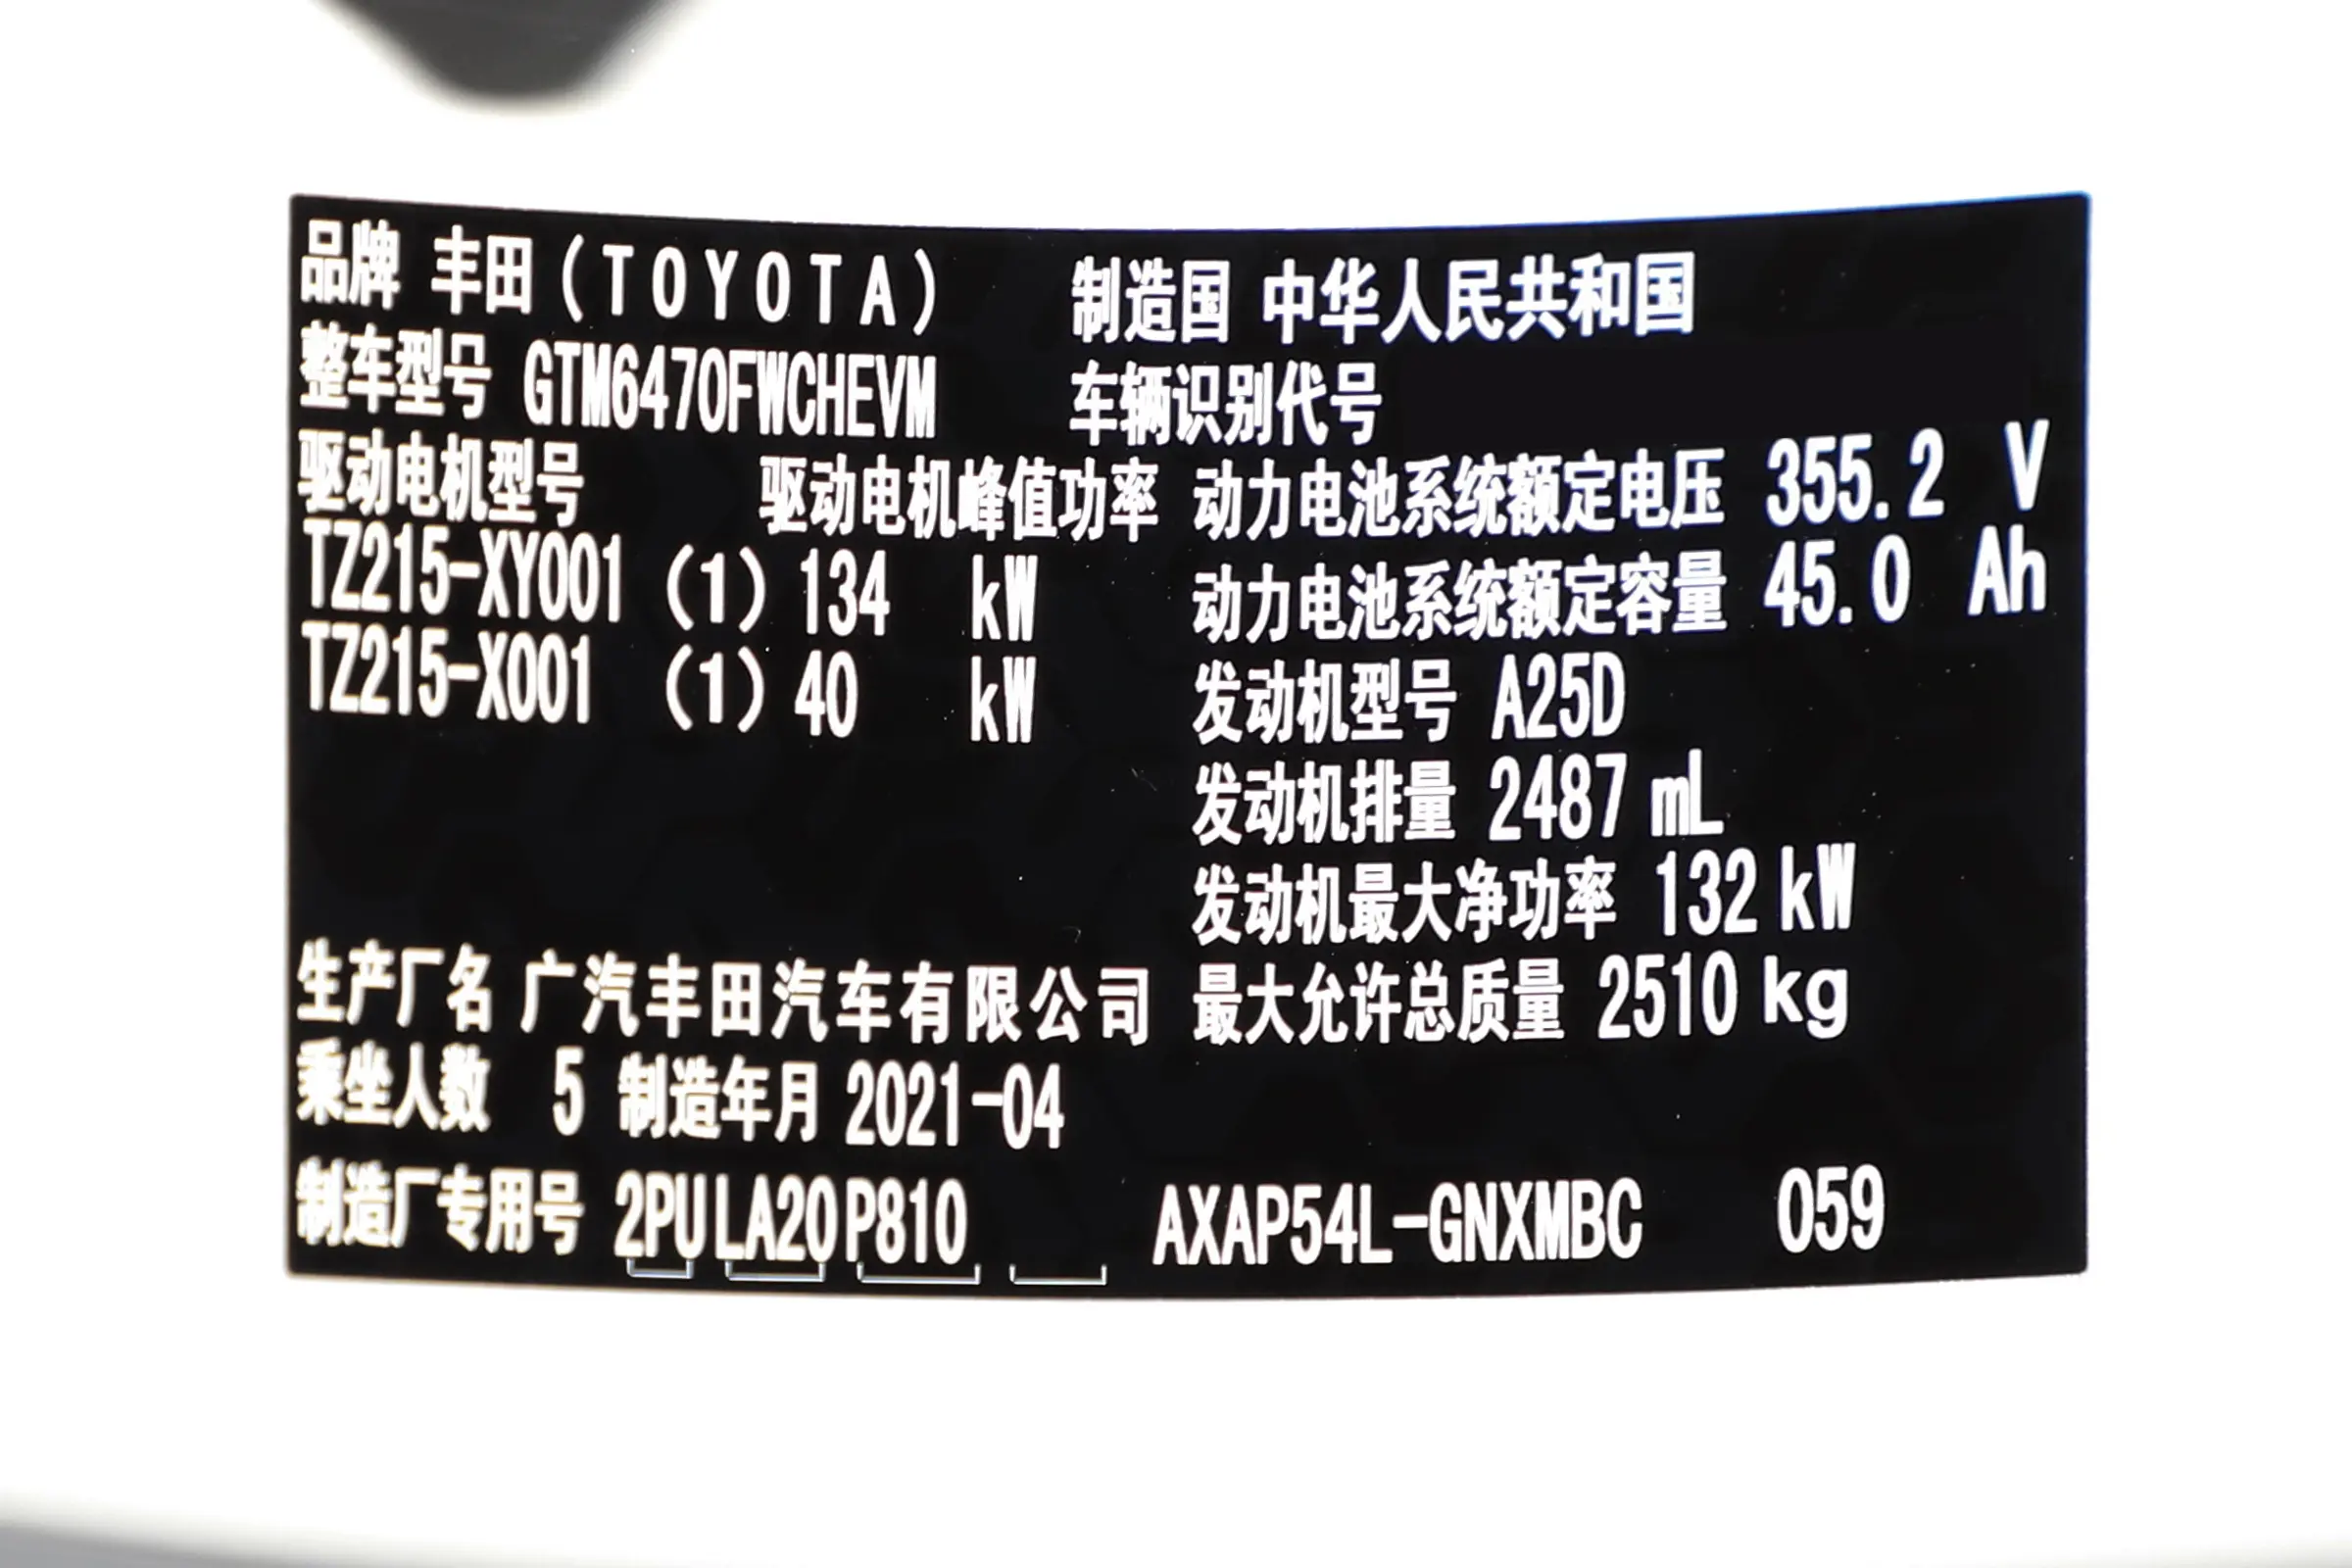 品牌 丰田(TOYOTA) 制造国 中华人民共和国
整车型号 GTM6470FWCHEVM 车辆识别代号
驱动电机型号 驱动电机峰值功率 动力电池系统额定电压 355.2 V
TZ215-XY001 (1) 134 kW 动力电池系统额定容量 45.0 Ah
TZ215-X001 (1) 40 kW 发动机型号 A25D
发动机排量 2487 mL
发动机最大净功率 132 kW
生产厂名 广汽丰田汽车有限公司 最大允许总质量 2510 kg
乘坐人数 5 制造年月 2021-04
制造厂专用号 2PU LA20 P810 AXAP54L-GNXMBC 059